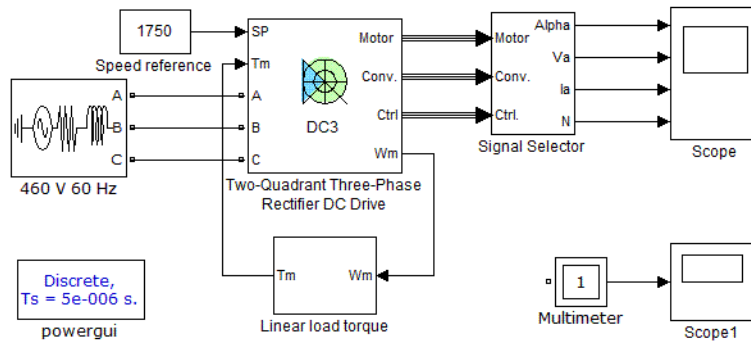 1750
Speed reference
SP
Tm
A
B
C
Motor
Conv.
Ctrl
Wm
DC3
Two-Quadrant Three-Phase
Rectifier DC Drive
A
B
C
460 V 60 Hz
Motor
Conv.
Ctrl.
Alpha
Va
Ia
N
Signal Selector
Scope
Discrete,
Ts = 5e-006 s.
powergui
Tm
Wm
Linear load torque
1
Multimeter
Scope1